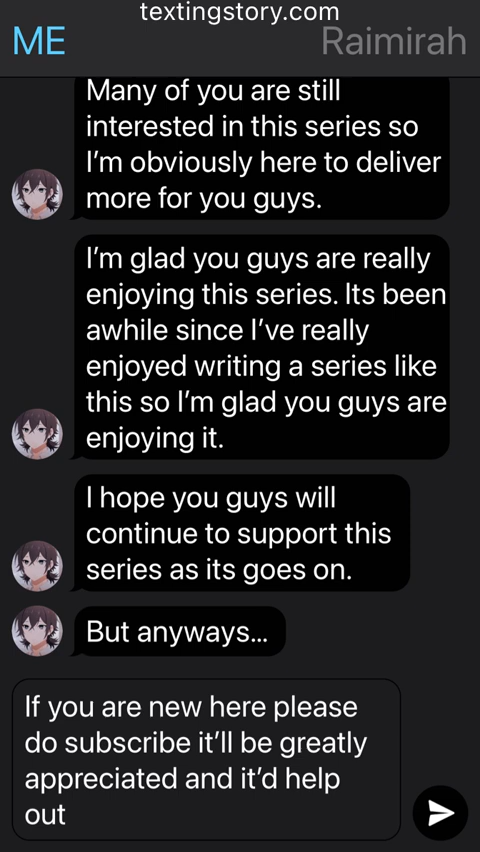 textingstory.com
ME
Raimirah
Many of you are still
interested in this series so
I’m obviously here to deliver
more for you guys.
I’m glad you guys are really
enjoying this series. Its been
awhile since I’ve really
enjoyed writing a series like
this so I’m glad you guys are
enjoying it.
I hope you guys will
continue to support this
series as its goes on.
But anyways...
If you are new here please
do subscribe it’ll be greatly
appreciated and it’d help
out